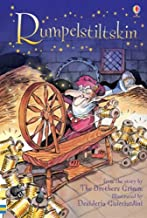 Rumpelstiltskin
from the story by
The Brothers Grimm
Illustrated by
Desideria Guicciardini